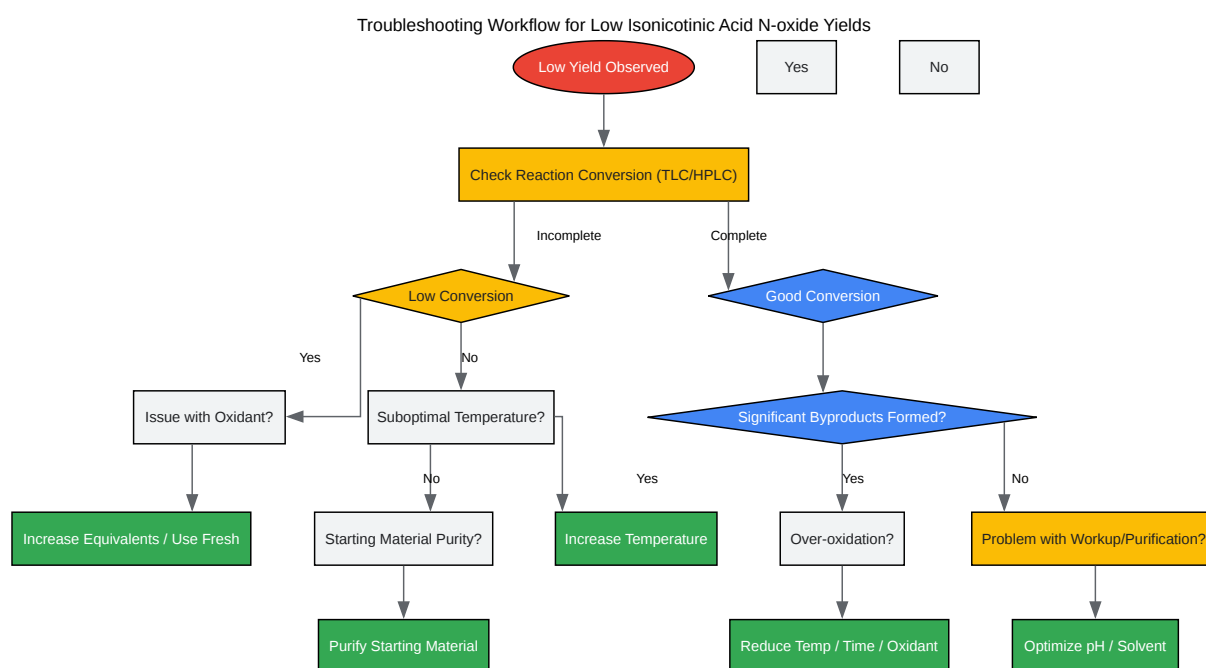 Troubleshooting Workflow for Low Isonicotinic Acid N-oxide Yields
Low Yield Observed
Yes
No
Check Reaction Conversion (TLC/HPLC)
Incomplete
Complete
Low Conversion
Good Conversion
Yes
No
Issue with Oxidant?
Suboptimal Temperature?
Significant Byproducts Formed?
No
Yes
Yes
No
Increase Equivalents / Use Fresh
Starting Material Purity?
Increase Temperature
Over-oxidation?
Problem with Workup/Purification?
Purify Starting Material
Reduce Temp / Time / Oxidant
Optimize pH / Solvent